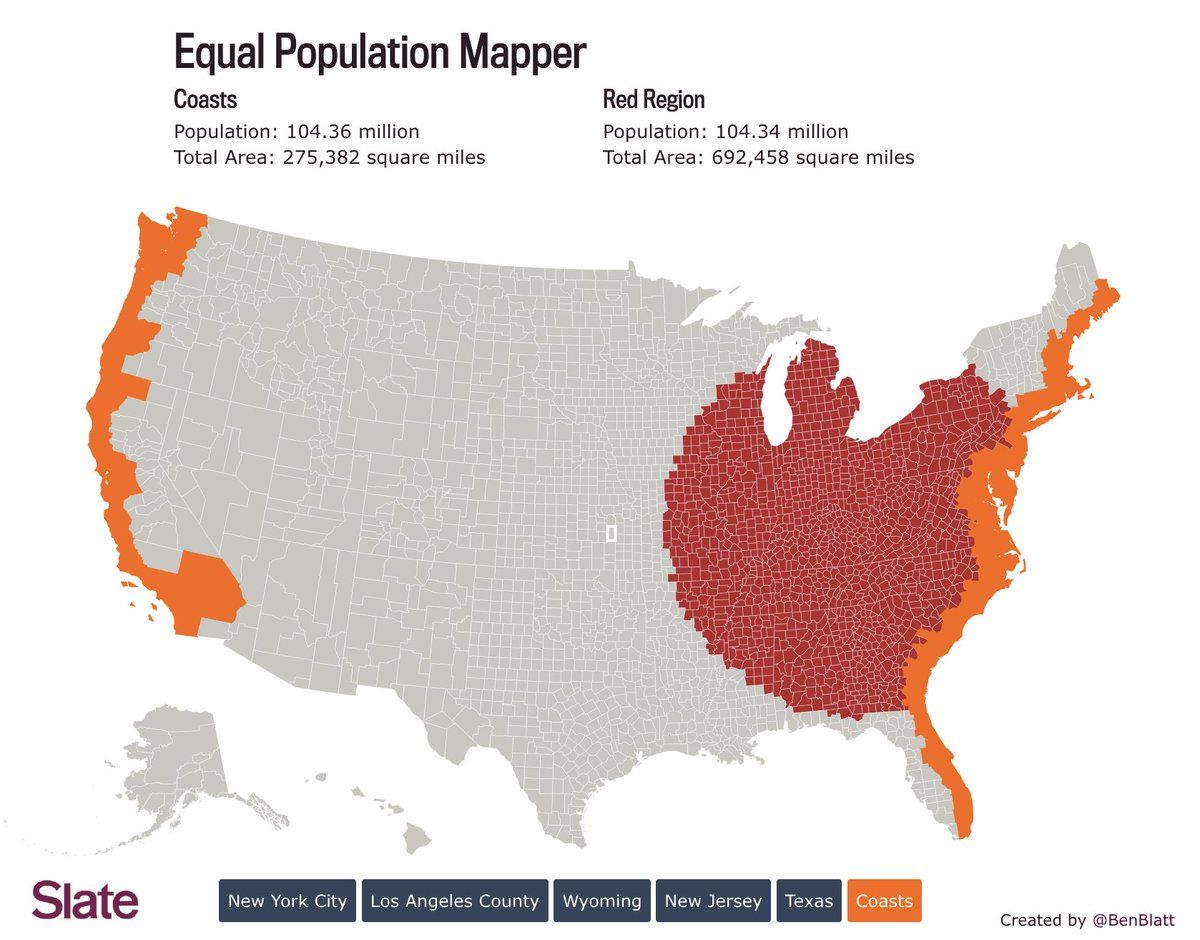 Equal Population Mapper
Coasts
Population: 104.36 million
Total Area: 275,382 square miles
Red Region
Population: 104.34 million
Total Area: 692,458 square miles
Slate
New York City
Los Angeles County
Wyoming
New Jersey
Texas
Coasts
Created by @BenBlatt